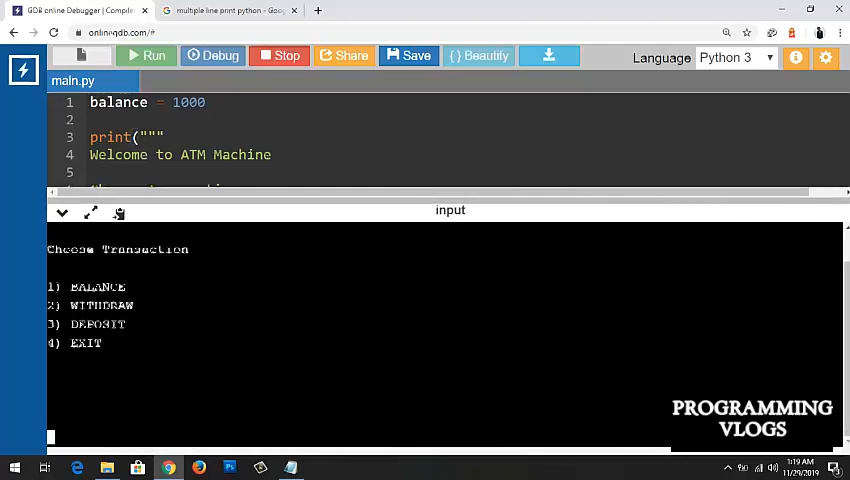 GDB online Debugger | Compiler
multiple line print python - Goog
onlinegdb.com/#
Run
Debug
Stop
Share
Save
{ } Beautify
Language
Python 3
main.py
1 balance = 1000
2
3 print("""
4 Welcome to ATM Machine
5
input
Choose Transaction
1) BALANCE
2) WITHDRAW
3) DEPOSIT
4) EXIT
PROGRAMMING
VLOGS
1:19 AM
11/29/2019